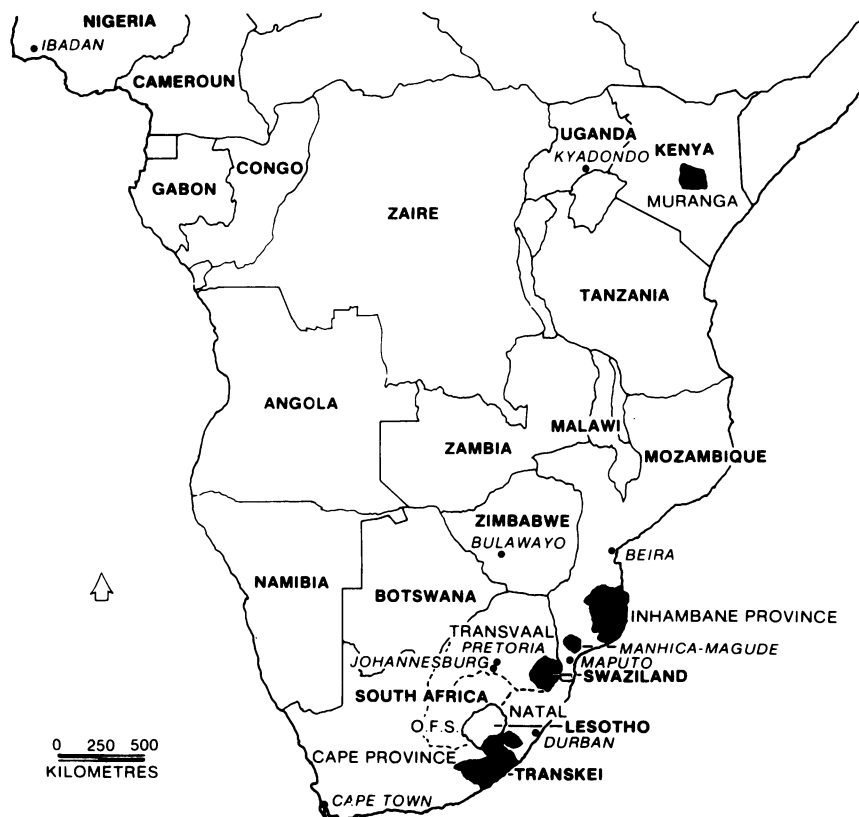 NIGERIA
IBADAN
CAMEROUN
UGANDA
KYADONDO
KENYA
CONGO
GABON
MURANGA
ZAIRE
TANZANIA
ANGOLA
MALAWI
ZAMBIA
MOZAMBIQUE
ZIMBABWE
BULAWAYO
BEIRA
NAMIBIA
BOTSWANA
INHAMBANE PROVINCE
TRANSVAAL
PRETORIA
MANHICA-MAGUDE
JOHANNESBURG
MAPUTO
SWAZILAND
SOUTH AFRICA
NATAL
O.F.S.
LESOTHO
DURBAN
0 250 500
KILOMETRES
CAPE PROVINCE
TRANSKEI
CAPE TOWN